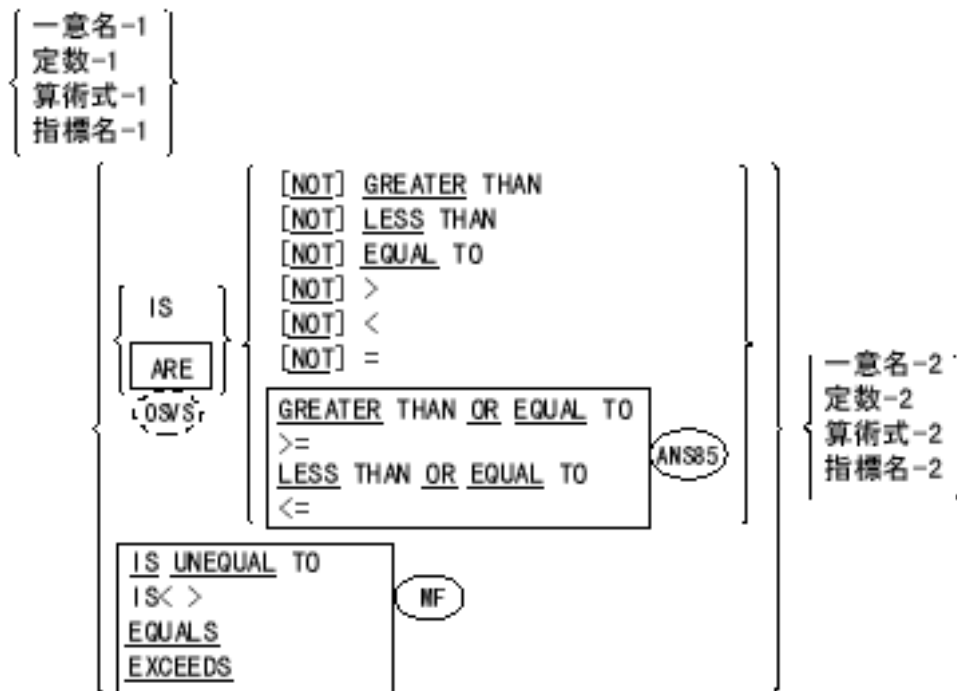 一意名-1
定数-1
算術式-1
指標名-1
[NOT] GREATER THAN
[NOT] LESS THAN
[NOT] EQUAL TO
[NOT] >
[NOT] <
[NOT] =
IS
ARE
OSVS
GREATER THAN OR EQUAL TO
>=
LESS THAN OR EQUAL TO
<=
ANS85
一意名-2
定数-2
算術式-2
指標名-2
IS UNEQUAL TO
IS< >
EQUALS
EXCEEDS
MF